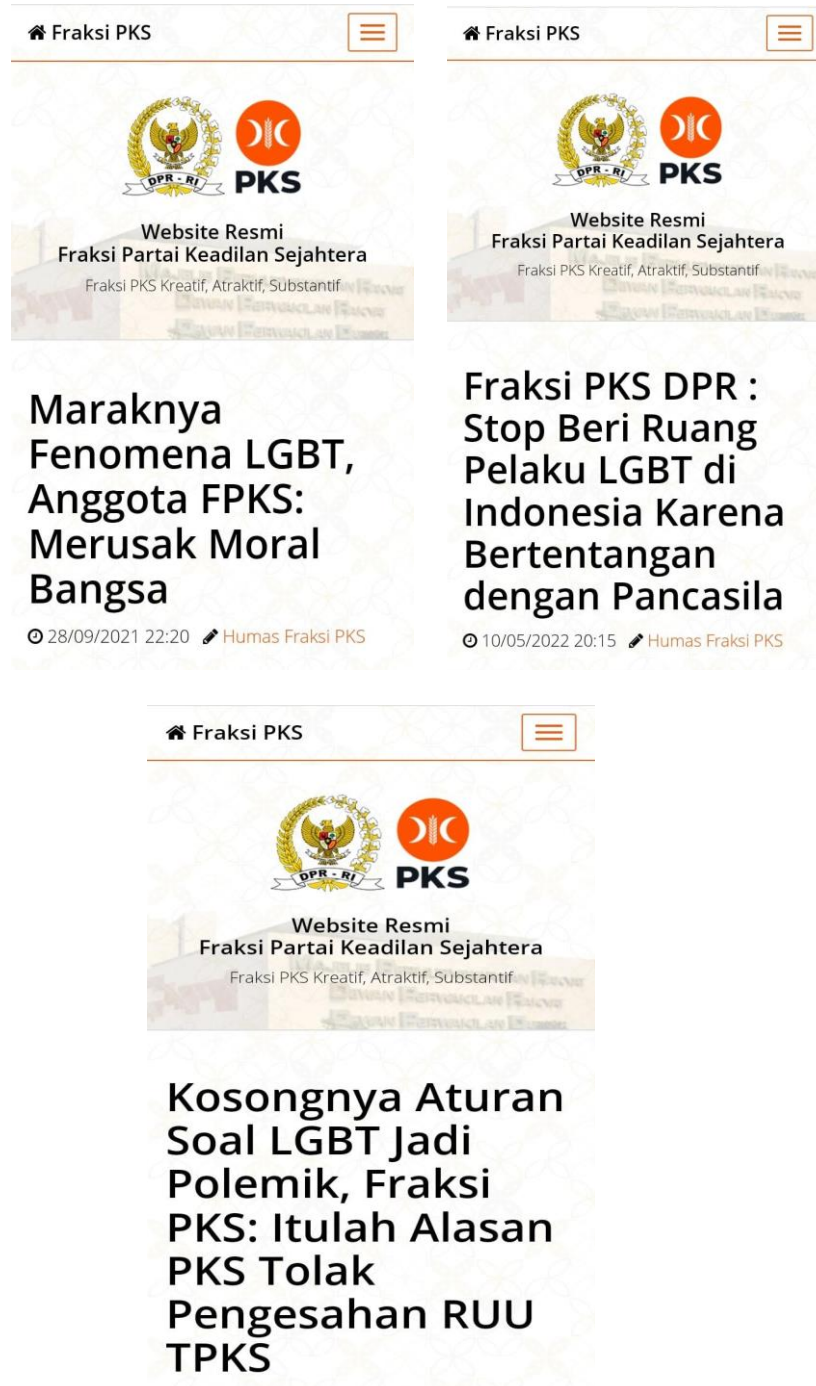 Fraksi PKS
DPR - RI
PKS
Website Resmi
Fraksi Partai Keadilan Sejahtera
Fraksi PKS Kreatif, Atraktif, Substantif
Maraknya
Fenomena LGBT,
Anggota FPKS:
Merusak Moral
Bangsa
28/09/2021 22:20 Humas Fraksi PKS
Fraksi PKS
DPR - RI
PKS
Website Resmi
Fraksi Partai Keadilan Sejahtera
Fraksi PKS Kreatif, Atraktif, Substantif
Fraksi PKS DPR :
Stop Beri Ruang
Pelaku LGBT di
Indonesia Karena
Bertentangan
dengan Pancasila
10/05/2022 20:15 Humas Fraksi PKS
Fraksi PKS
DPR - RI
PKS
Website Resmi
Fraksi Partai Keadilan Sejahtera
Fraksi PKS Kreatif, Atraktif, Substantif
Kosongnya Aturan
Soal LGBT Jadi
Polemik, Fraksi
PKS: Itulah Alasan
PKS Tolak
Pengesahan RUU
TPKS